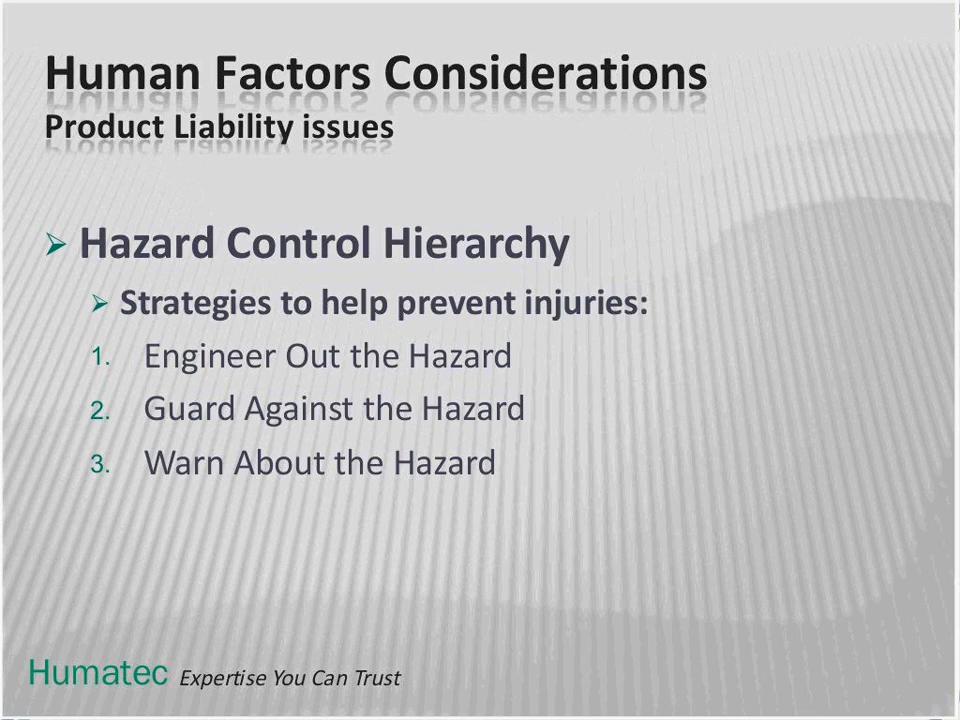 Human Factors Considerations
Product Liability issues
➢ Hazard Control Hierarchy
➢ Strategies to help prevent injuries:
1. Engineer Out the Hazard
2. Guard Against the Hazard
3. Warn About the Hazard
Humatec Expertise You Can Trust